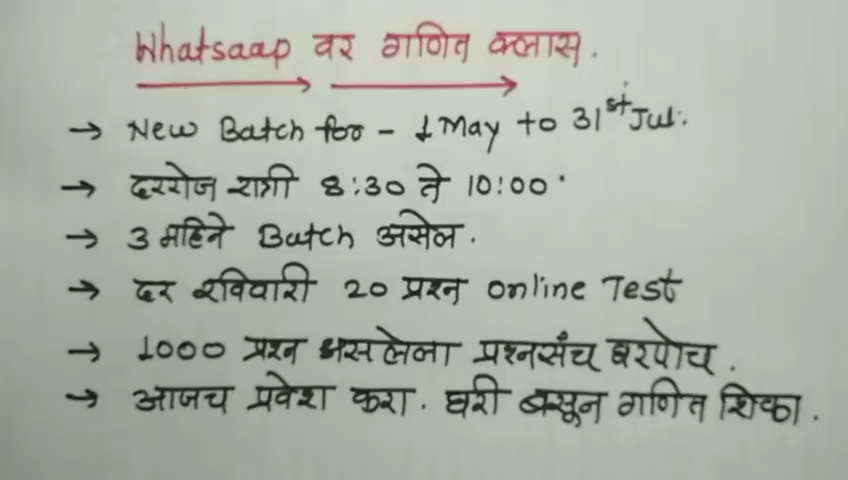 Whatsaap वर गणित क्लास.
→ New Batch for - 1 May to 31st Jul.
→ दररोज रात्री 8:30 ते 10:00
→ 3 महिने Batch असेल.
→ दर रविवारी 20 प्रश्न online Test
→ 1000 प्रश्न असलेला प्रश्नसंच घरपोच.
→ आजच प्रवेश करा. घरी बसून गणित शिका.